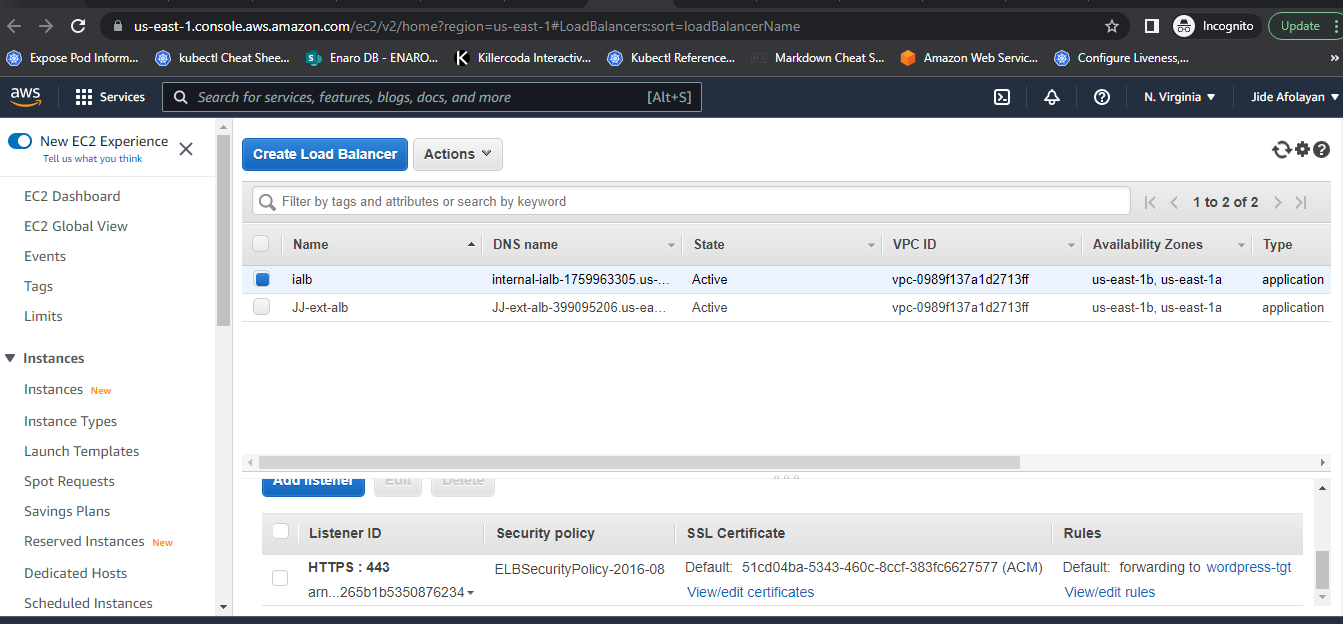 us-east-1.console.aws.amazon.com/ec2/v2/home?region=us-east-1#LoadBalancers:sort=loadBalancerName
Incognito
Update
Expose Pod Inform...
kubectl Cheat Shee...
Enaro DB - ENARO...
Killercoda Interactiv...
Kubectl Reference...
Markdown Cheat S...
Amazon Web Servic...
Configure Liveness,...
»
aws
Services
Search for services, features, blogs, docs, and more
[Alt+S]
N. Virginia
Jide Afolayan
New EC2 Experience
Tell us what you think
EC2 Dashboard
EC2 Global View
Events
Tags
Limits
Instances
Instances New
Instance Types
Launch Templates
Spot Requests
Savings Plans
Reserved Instances New
Dedicated Hosts
Scheduled Instances
Create Load Balancer
Actions
Filter by tags and attributes or search by keyword
1 to 2 of 2
Name DNS name State VPC ID Availability Zones Type
ialb internal-ialb-1759963305.us-... Active vpc-0989f137a1d2713ff us-east-1b, us-east-1a application
JJ-ext-alb JJ-ext-alb-399095206.us-ea... Active vpc-0989f137a1d2713ff us-east-1b, us-east-1a application
Add listener Edit Delete
Listener ID Security policy SSL Certificate Rules
HTTPS : 443 ELBSecurityPolicy-2016-08 Default: 51cd04ba-5343-460c-8ccf-383fc6627577 (ACM) Default: forwarding to wordpress-tgt
arn...265b1b5350876234 View/edit certificates View/edit rules